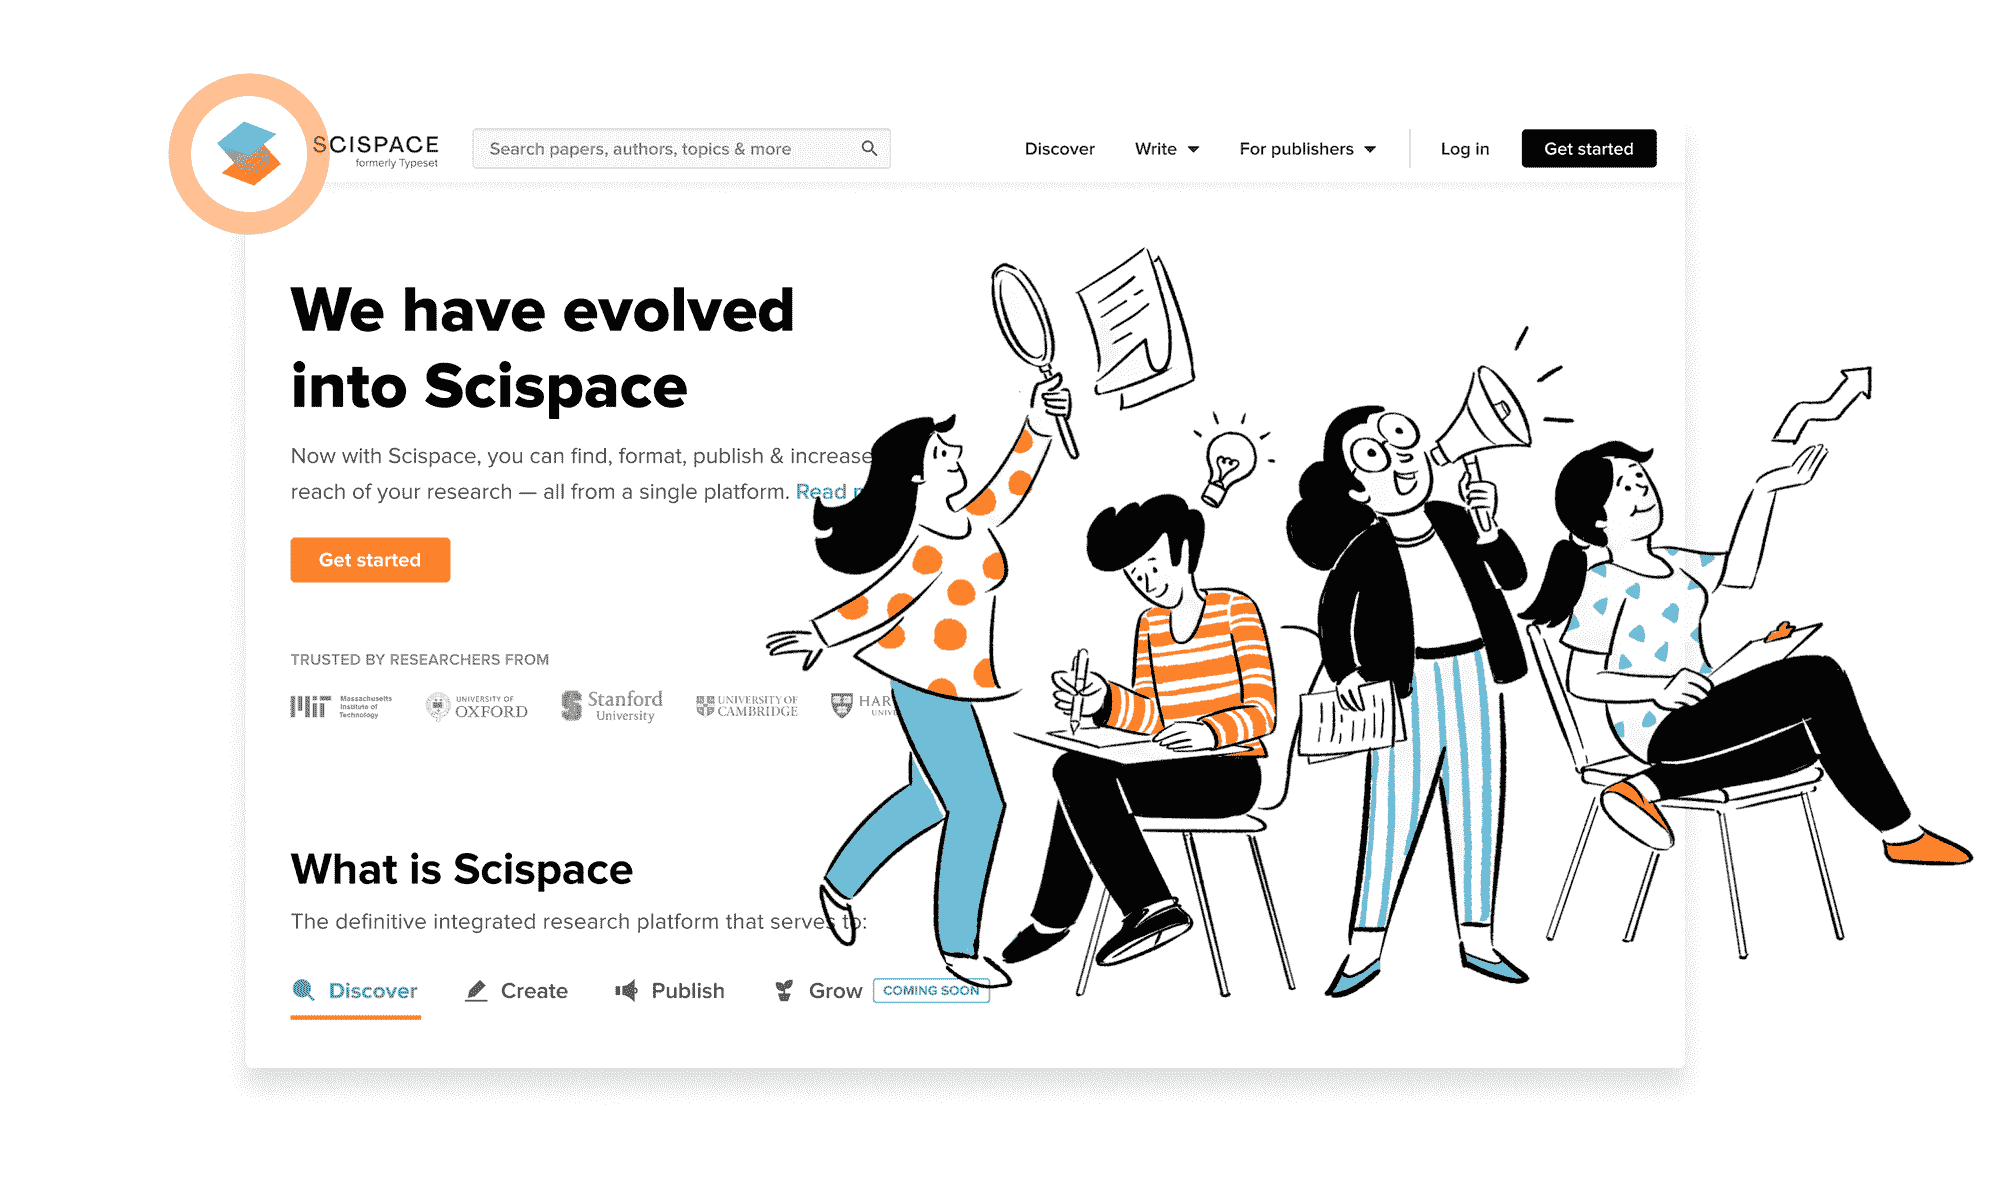 SCISPACE
formerly Typeset
Search papers, authors, topics & more
Discover
Write
For publishers
Log in
Get started
We have evolved
into Scispace
Now with Scispace, you can find, format, publish & increase
reach of your research — all from a single platform. Read
Get started
TRUSTED BY RESEARCHERS FROM
MIT
Massachusetts
Institute of
Technology
UNIVERSITY OF
OXFORD
Stanford
University
UNIVERSITY OF
CAMBRIDGE
HAR
UNIV
What is Scispace
The definitive integrated research platform that serves to:
Discover
Create
Publish
Grow
COMING SOON